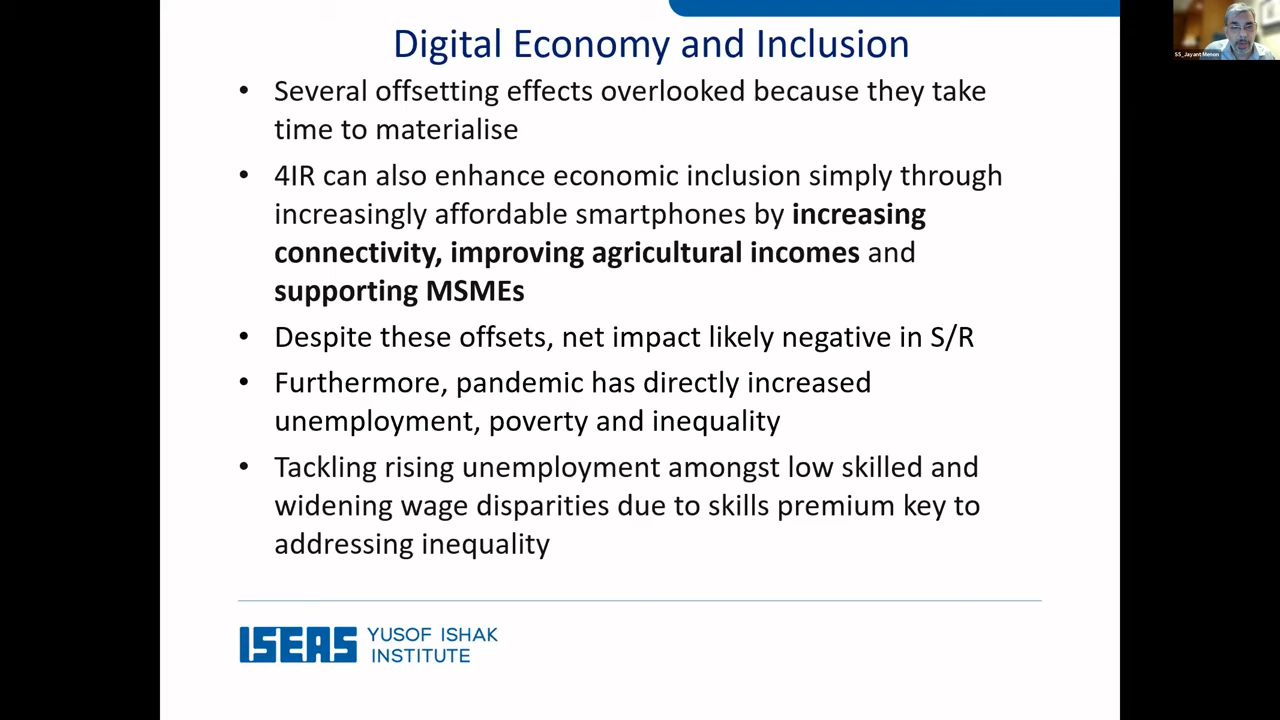 Digital Economy and Inclusion
• Several offsetting effects overlooked because they take
time to materialise
• 4IR can also enhance economic inclusion simply through
increasingly affordable smartphones by increasing
connectivity, improving agricultural incomes and
supporting MSMEs
• Despite these offsets, net impact likely negative in S/R
• Furthermore, pandemic has directly increased
unemployment, poverty and inequality
• Tackling rising unemployment amongst low skilled and
widening wage disparities due to skills premium key to
addressing inequality
ISEAS YUSOF ISHAK
INSTITUTE
S5_Jayant Menon